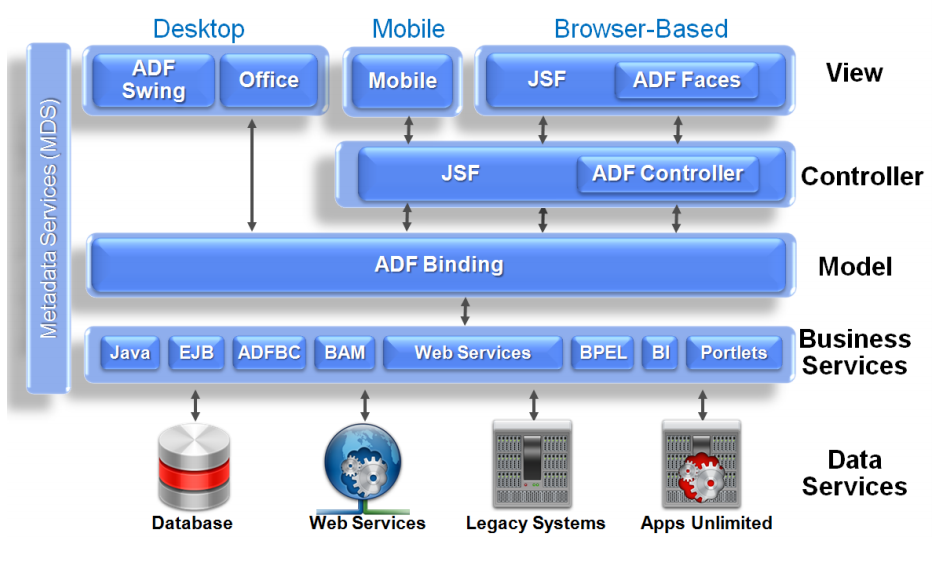 Desktop
Mobile
Browser-Based
Metadata Services (MDS)
ADF
Swing
Office
Mobile
JSF
ADF Faces
View
JSF
ADF Controller
Controller
ADF Binding
Model
Java
EJB
ADFBC
BAM
Web Services
BPEL
BI
Portlets
Business
Services
Data
Services
Database
Web Services
Legacy Systems
Apps Unlimited